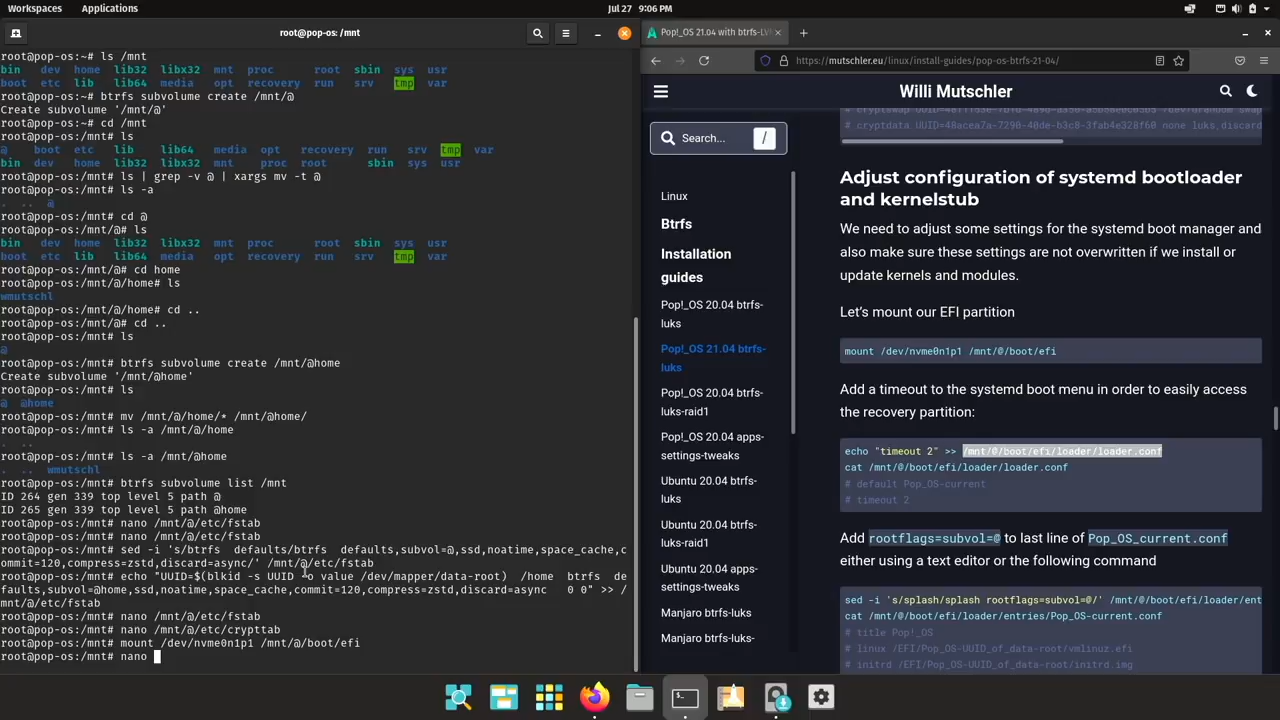 Workspaces Applications
Jul 27 9:06 PM
root@pop-os: /mnt
root@pop-os:~# ls /mnt
bin dev home lib32 libx32 mnt proc root sbin sys usr
boot etc lib lib64 media opt recovery run srv tmp var
root@pop-os:~# btrfs subvolume create /mnt/@
Create subvolume '/mnt/@'
root@pop-os:~# cd /mnt
root@pop-os:/mnt# ls
@ boot etc lib lib64 media opt recovery run srv tmp var
bin dev home lib32 libx32 mnt proc root sbin sys usr
root@pop-os:/mnt# ls | grep -v @ | xargs mv -t @
root@pop-os:/mnt# ls -a
. .. @
root@pop-os:/mnt# cd @
root@pop-os:/mnt/@# ls
bin dev home lib32 libx32 mnt proc root sbin sys usr
boot etc lib lib64 media opt recovery run srv tmp var
root@pop-os:/mnt/@# cd home
root@pop-os:/mnt/@/home# ls
wmutschl
root@pop-os:/mnt/@/home# cd ..
root@pop-os:/mnt/@# cd ..
root@pop-os:/mnt# ls
@
root@pop-os:/mnt# btrfs subvolume create /mnt/@home
Create subvolume '/mnt/@home'
root@pop-os:/mnt# ls
@ @home
root@pop-os:/mnt# mv /mnt/@/home/* /mnt/@home/
root@pop-os:/mnt# ls -a /mnt/@/home
. ..
root@pop-os:/mnt# ls -a /mnt/@home
. .. wmutschl
root@pop-os:/mnt# btrfs subvolume list /mnt
ID 264 gen 339 top level 5 path @
ID 265 gen 339 top level 5 path @home
root@pop-os:/mnt# nano /mnt/@/etc/fstab
root@pop-os:/mnt# nano /mnt/@/etc/fstab
root@pop-os:/mnt# sed -i 's/btrfs defaults/btrfs defaults,subvol=@,ssd,noatime,space_cache,c
ommit=120,compress=zstd,discard=async/' /mnt/@/etc/fstab
root@pop-os:/mnt# echo "UUID=$(blkid -s UUID -o value /dev/mapper/data-root) /home btrfs de
faults,subvol=@home,ssd,noatime,space_cache,commit=120,compress=zstd,discard=async 0 0" >> /
mnt/@/etc/fstab
root@pop-os:/mnt# nano /mnt/@/etc/fstab
root@pop-os:/mnt# nano /mnt/@/etc/crypttab
root@pop-os:/mnt# mount /dev/nvme0n1p1 /mnt/@/boot/efi
root@pop-os:/mnt# nano
Pop!_OS 21.04 with btrfs-LV
https://mutschler.eu/linux/install-guides/pop-os-btrfs-21-04/
Willi Mutschler
Search... /
Linux
Btrfs
Installation
guides
Pop!_OS 20.04 btrfs-
luks
Pop!_OS 21.04 btrfs-
luks
Pop!_OS 20.04 btrfs-
luks-raid1
Pop!_OS 20.04 apps-
settings-tweaks
Ubuntu 20.04 btrfs-
luks
Ubuntu 20.04 btrfs-
luks-raid1
Ubuntu 20.04 apps-
settings-tweaks
Manjaro btrfs-luks
Manjaro btrfs-luks-
Adjust configuration of systemd bootloader
and kernelstub
We need to adjust some settings for the systemd boot manager and
also make sure these settings are not overwritten if we install or
update kernels and modules.
Let's mount our EFI partition
mount /dev/nvme0n1p1 /mnt/@/boot/efi
Add a timeout to the systemd boot menu in order to easily access
the recovery partition:
echo "timeout 2" >> /mnt/@/boot/efi/loader/loader.conf
cat /mnt/@/boot/efi/loader/loader.conf
# default Pop_OS-current
# timeout 2
Add rootflags=subvol=@ to last line of Pop_OS_current.conf
either using a text editor or the following command
sed -i 's/splash/splash rootflags=subvol=@/' /mnt/@/boot/efi/loader/ent
cat /mnt/@/boot/efi/loader/entries/Pop_OS-current.conf
# title Pop!_OS
# linux /EFI/Pop_OS-UUID_of_data-root/vmlinuz.efi
# initrd /EFI/Pop_OS-UUID_of_data-root/initrd.img